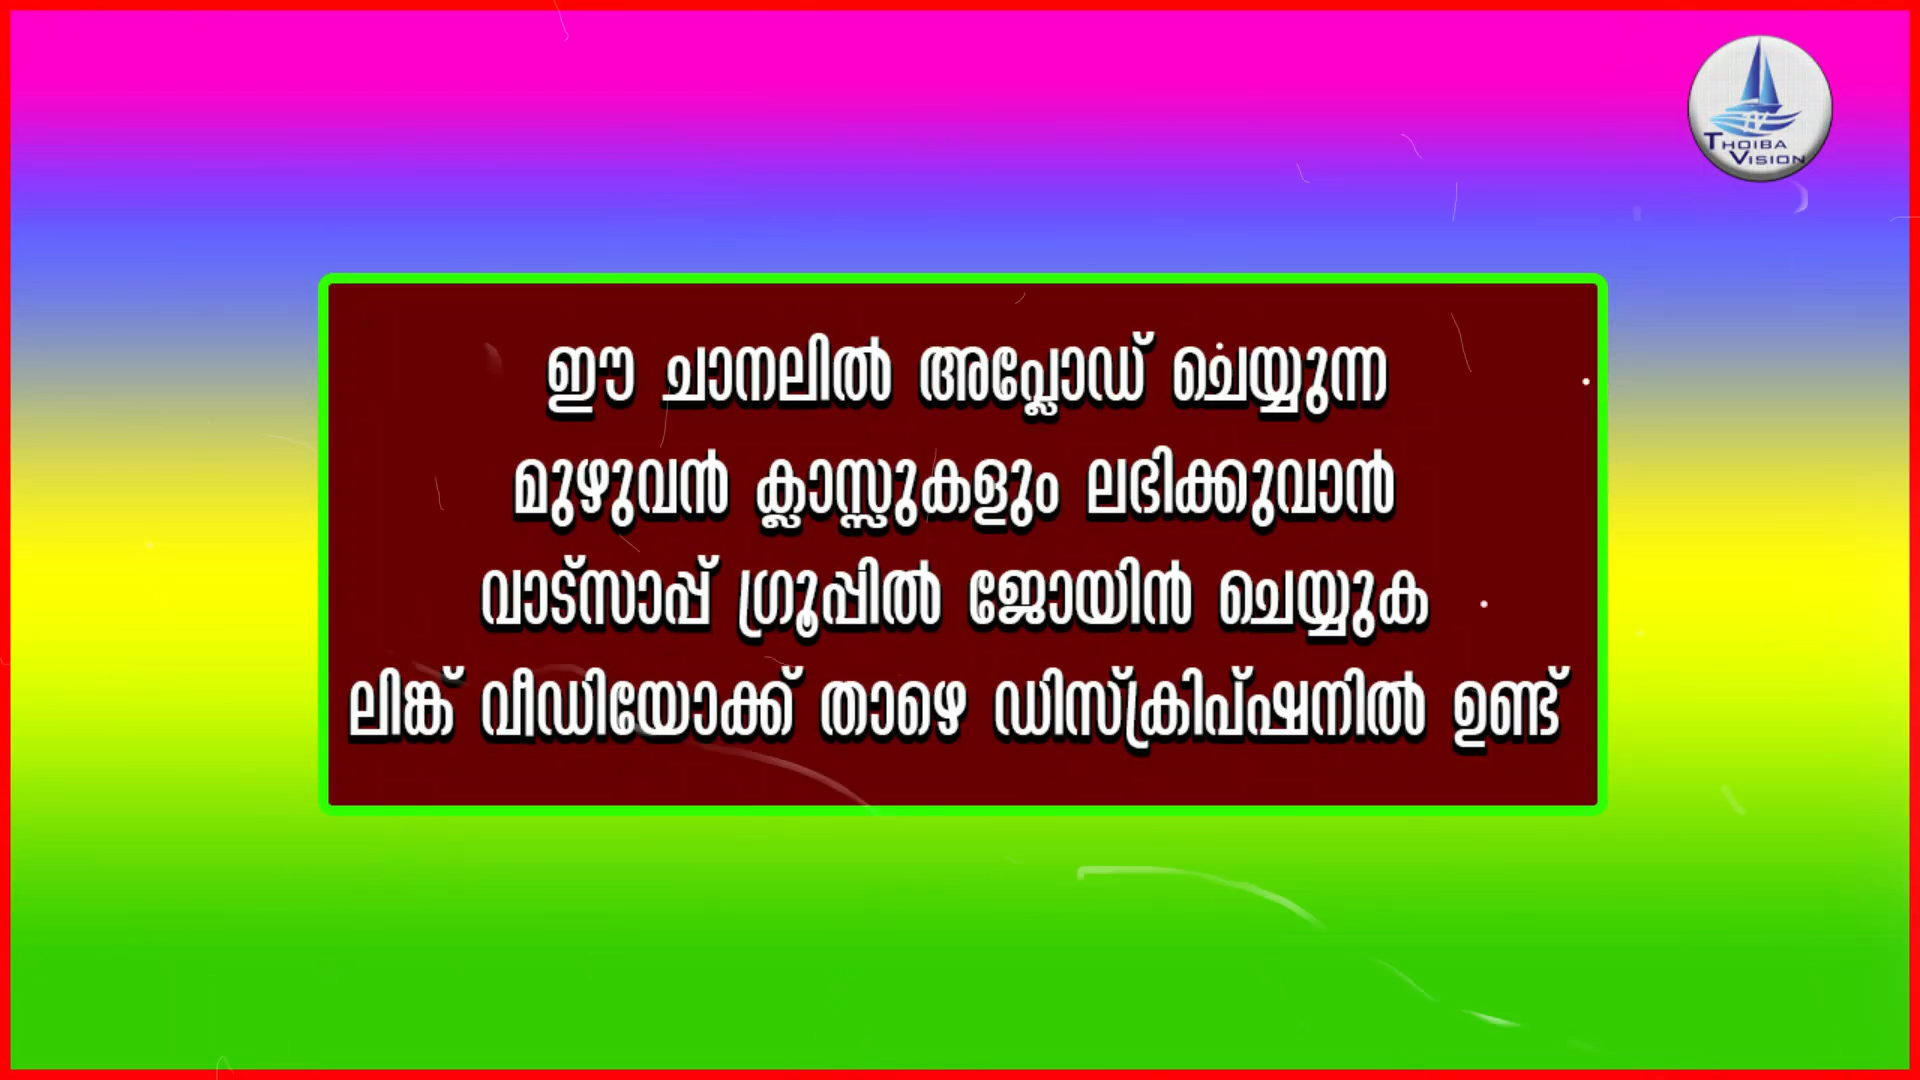 THOIBA
VISION
ഈ ചാനലിൽ അപ്ലോഡ് ചെയ്യുന്ന
മുഴുവൻ ക്ലാസ്സുകളും ലഭിക്കുവാൻ
വാട്സാപ്പ് ഗ്രൂപ്പിൽ ജോയിൻ ചെയ്യുക
ലിങ്ക് വീഡിയോക്ക് താഴെ ഡിസ്ക്രിപ്ഷനിൽ ഉണ്ട്